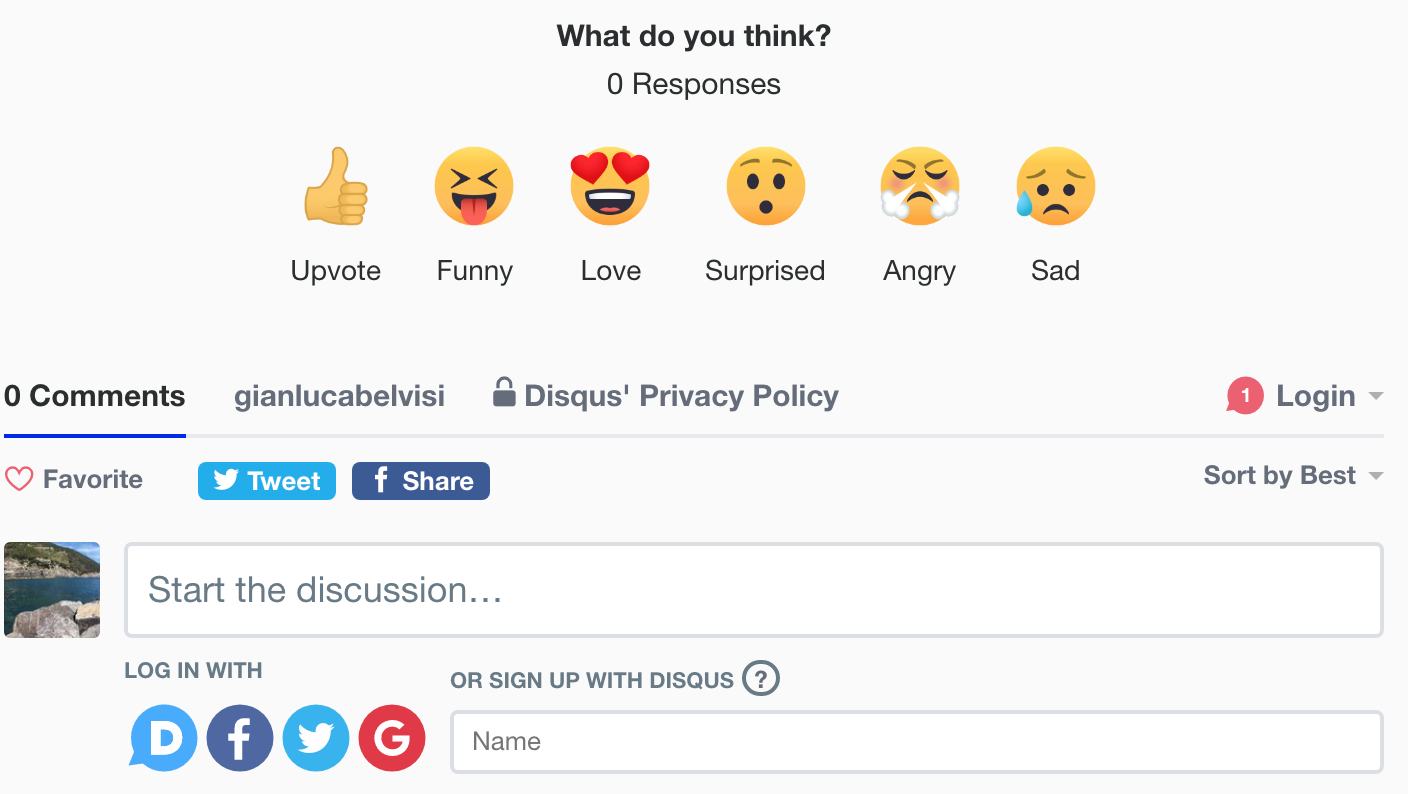 What do you think?
0 Responses
Upvote Funny Love Surprised Angry Sad
0 Comments gianlucabelvisi Disqus' Privacy Policy 1 Login
Favorite Tweet Share Sort by Best
Start the discussion…
LOG IN WITH
OR SIGN UP WITH DISQUS ?
Name